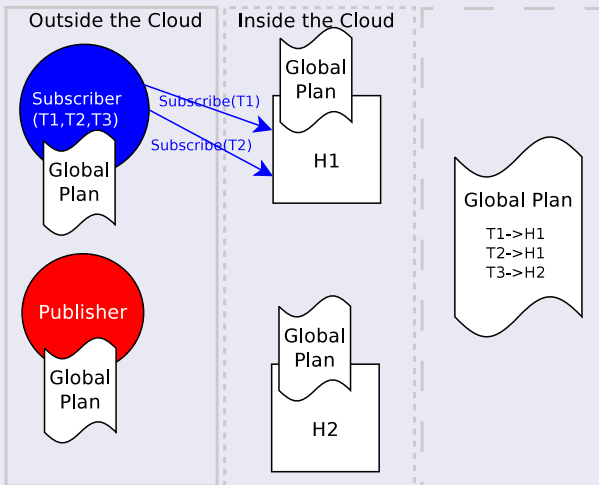 Outside the Cloud
Inside the Cloud
Subscriber
(T1,T2,T3)
Global
Plan
Subscribe(T1)
Subscribe(T2)
Global
Plan
H1
Global Plan
T1->H1
T2->H1
T3->H2
Publisher
Global
Plan
Global
Plan
H2